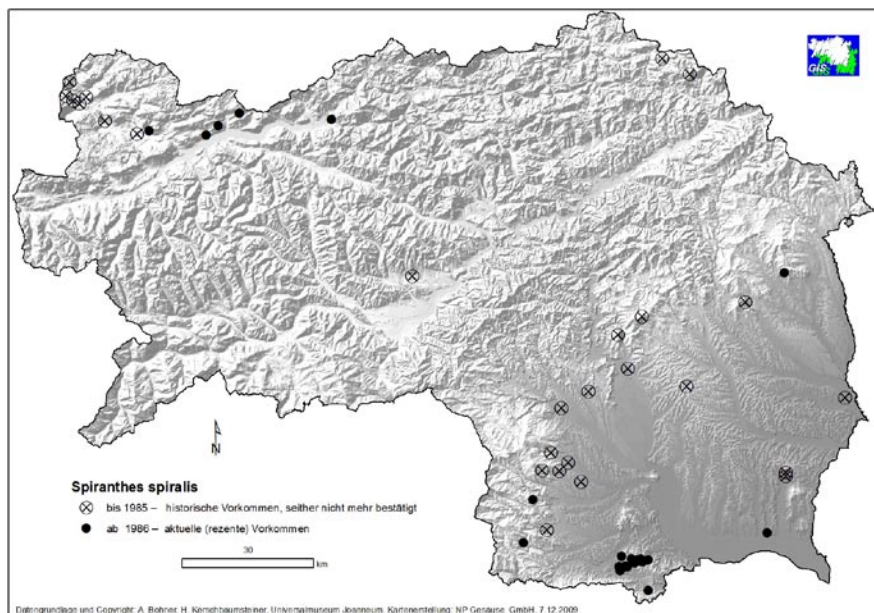 GIS
N
Spiranthes spiralis
bis 1985 – historische Vorkommen, seither nicht mehr bestätigt
ab 1986 – aktuelle (rezente) Vorkommen
30
km
Datengrundlage und Copyright: A. Bohner, H. Kerschbaumsteiner, Universalmuseum Joanneum, Kartenerstellung: NP Gesäuse GmbH, 7.12.2009